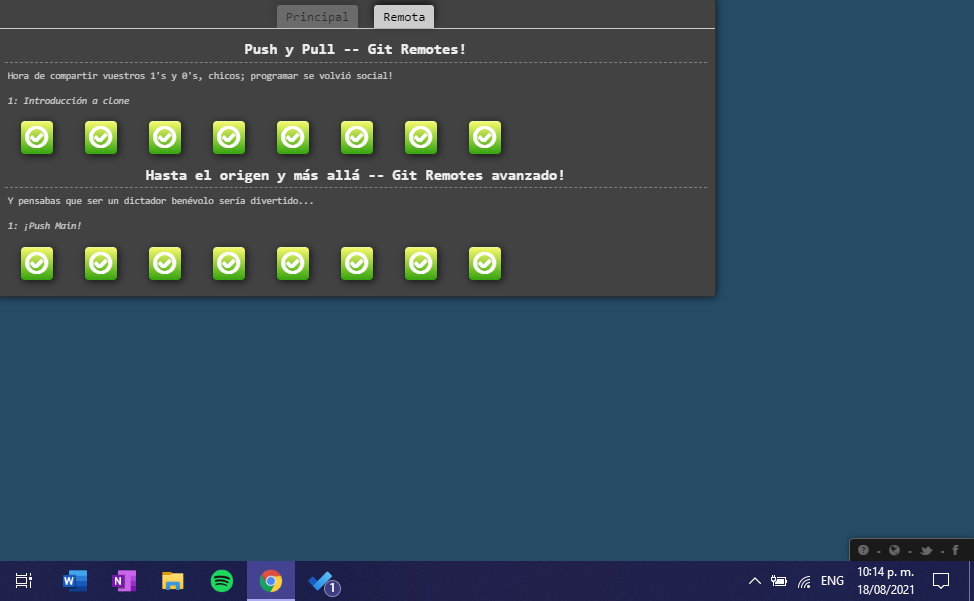 Principal Remota
Push y Pull -- Git Remotes!
Hora de compartir vuestros 1's y 0's, chicos; programar se volvió social!
1: Introducción a clone
Hasta el origen y más allá -- Git Remotes avanzado!
Y pensabas que ser un dictador benévolo sería divertido...
1: ¡Push Main!
? - - - f
W N 1 ENG 10:14 p. m.
18/08/2021